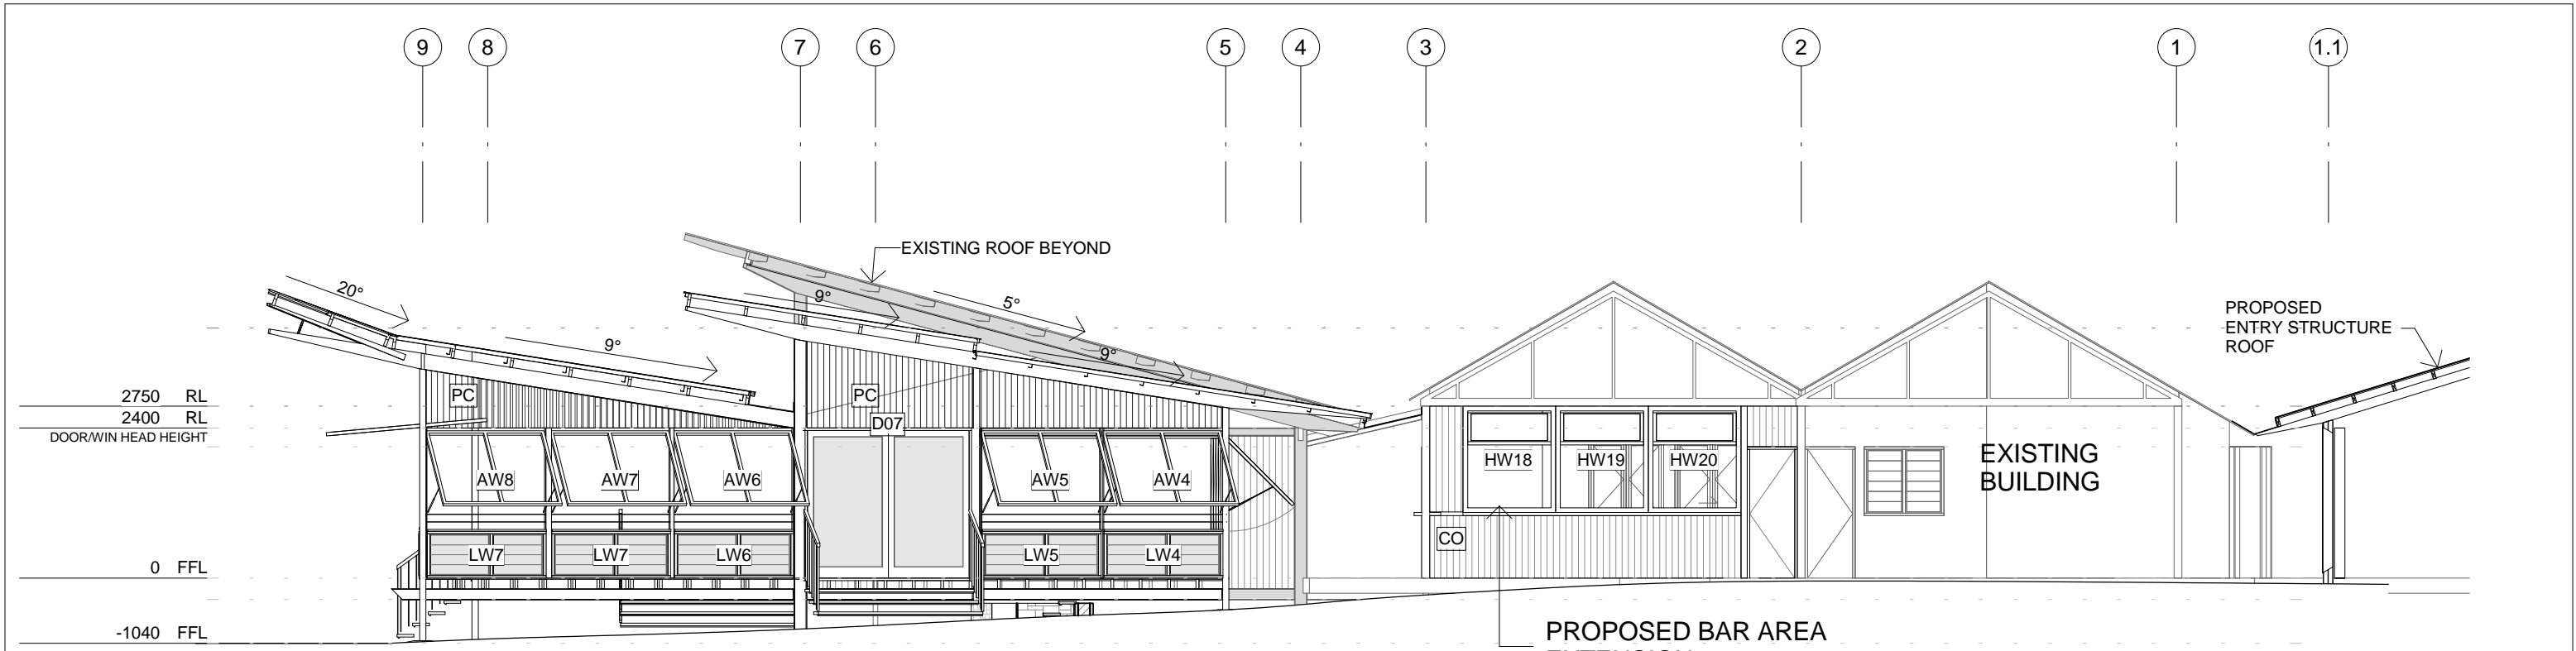 9 8 7 6 5 4 3 2 1 1.1
EXISTING ROOF BEYOND
20°
9°
5°
9°
9°
PROPOSED
ENTRY STRUCTURE
ROOF
2750 RL
2400 RL
DOOR/WIN HEAD HEIGHT
PC
PC
D07
AW8 AW7 AW6 AW5 AW4
HW18 HW19 HW20
EXISTING
BUILDING
CO
LW7 LW7 LW6 LW5 LW4
0 FFL
-1040 FFL
PROPOSED BAR AREA